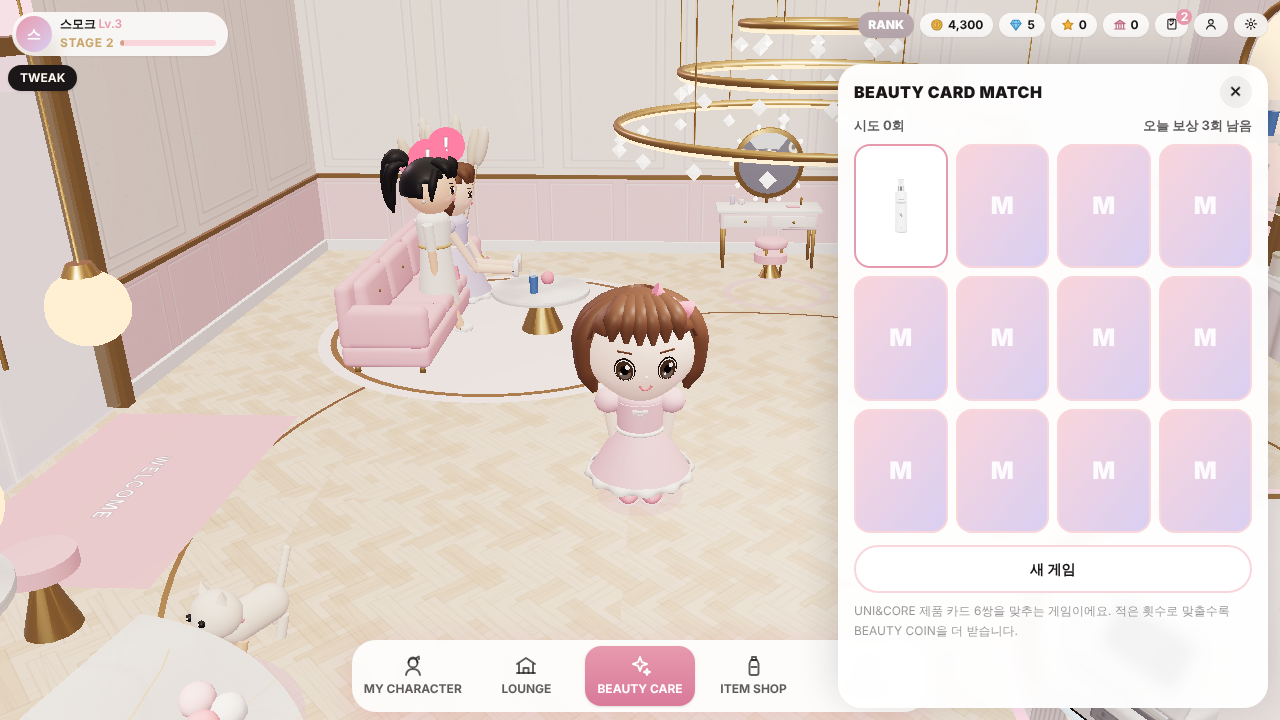 스
스모크 Lv.3
STAGE 2
TWEAK
RANK
4,300
5
0
0
2
BEAUTY CARD MATCH
시도 0회
오늘 보상 3회 남음
M M M
M M M M
M M M M
새 게임
UNI&CORE 제품 카드 6쌍을 맞추는 게임이에요. 적은 횟수로 맞출수록
BEAUTY COIN을 더 받습니다.
!
!
WELCOME
MY CHARACTER
LOUNGE
BEAUTY CARE
ITEM SHOP